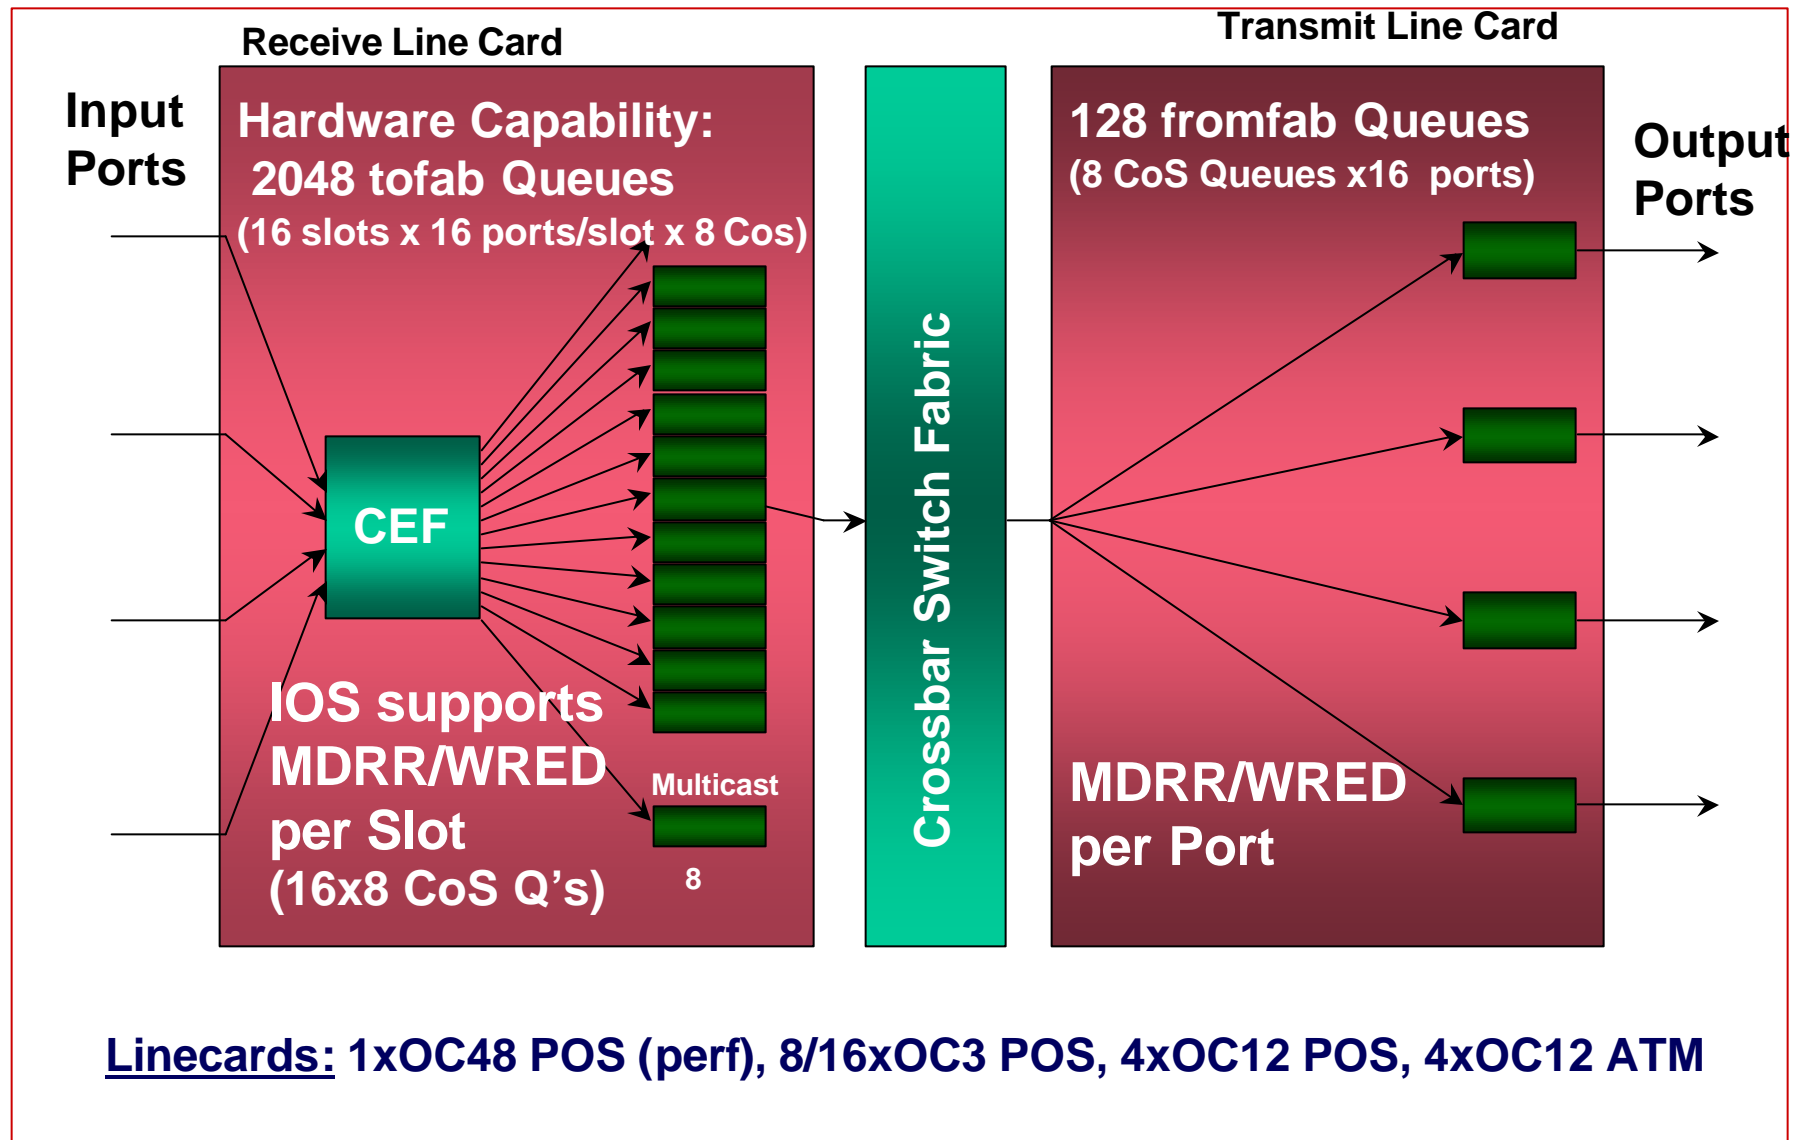 Receive Line Card
Transmit Line Card
Input
Ports
Hardware Capability:
2048 tofab Queues
(16 slots x 16 ports/slot x 8 Cos)
CEF
IOS supports
MDRR/WRED
per Slot
(16x8 CoS Q’s)
Multicast
8
Crossbar Switch Fabric
128 fromfab Queues
(8 CoS Queues x16 ports)
MDRR/WRED
per Port
Output
Ports
Linecards: 1xOC48 POS (perf), 8/16xOC3 POS, 4xOC12 POS, 4xOC12 ATM